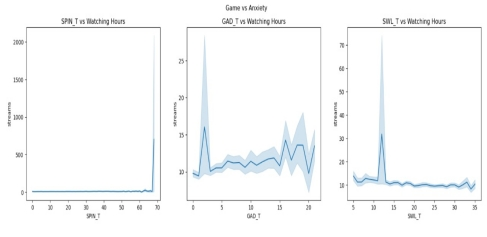 Game vs Anxiety
SPIN_T vs Watching Hours
GAD_T vs Watching Hours
SWL_T vs Watching Hours
streams
2000
1500
1000
500
0
0 10 20 30 40 50 60 70
SPIN_T
streams
25
20
15
10
0 5 10 15 20
GAD_T
streams
70
60
50
40
30
20
10
5 10 15 20 25 30 35
SWL_T